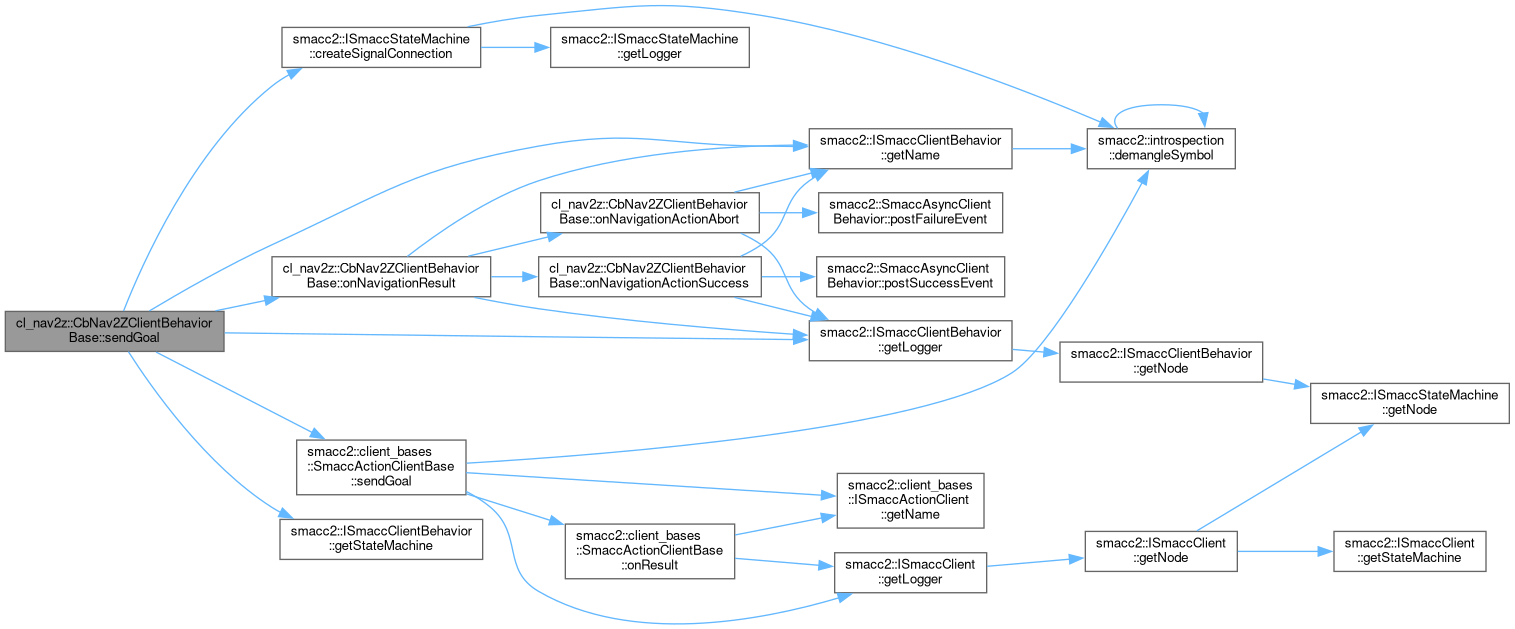 smacc2::ISmaccStateMachine
::createSignalConnection
smacc2::ISmaccStateMachine
::getLogger
smacc2::ISmaccClientBehavior
::getName
smacc2::introspection
::demangleSymbol
cl_nav2z::CbNav2ZClientBehavior
Base::onNavigationActionAbort
smacc2::SmaccAsyncClient
Behavior::postFailureEvent
cl_nav2z::CbNav2ZClientBehavior
Base::onNavigationResult
cl_nav2z::CbNav2ZClientBehavior
Base::onNavigationActionSuccess
smacc2::SmaccAsyncClient
Behavior::postSuccessEvent
cl_nav2z::CbNav2ZClientBehavior
Base::sendGoal
smacc2::ISmaccClientBehavior
::getLogger
smacc2::ISmaccClientBehavior
::getNode
smacc2::ISmaccStateMachine
::getNode
smacc2::client_bases
::SmaccActionClientBase
::sendGoal
smacc2::client_bases
::ISmaccActionClient
::getName
smacc2::ISmaccClientBehavior
::getStateMachine
smacc2::client_bases
::SmaccActionClientBase
::onResult
smacc2::ISmaccClient
::getLogger
smacc2::ISmaccClient
::getNode
smacc2::ISmaccClient
::getStateMachine